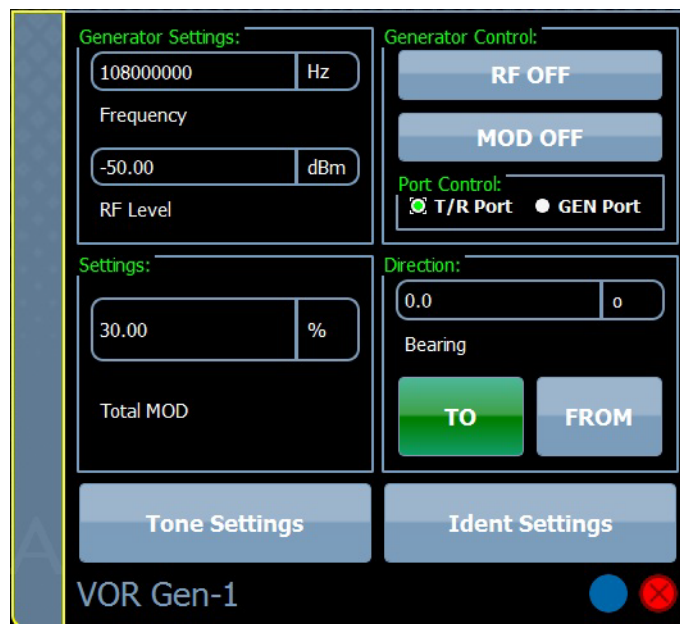 Generator Settings:
108000000 Hz
Frequency
-50.00 dBm
RF Level
Generator Control:
RF OFF
MOD OFF
Port Control:
T/R Port GEN Port
Settings:
30.00 %
Total MOD
Direction:
0.0 o
Bearing
TO FROM
Tone Settings Ident Settings
A
VOR Gen-1